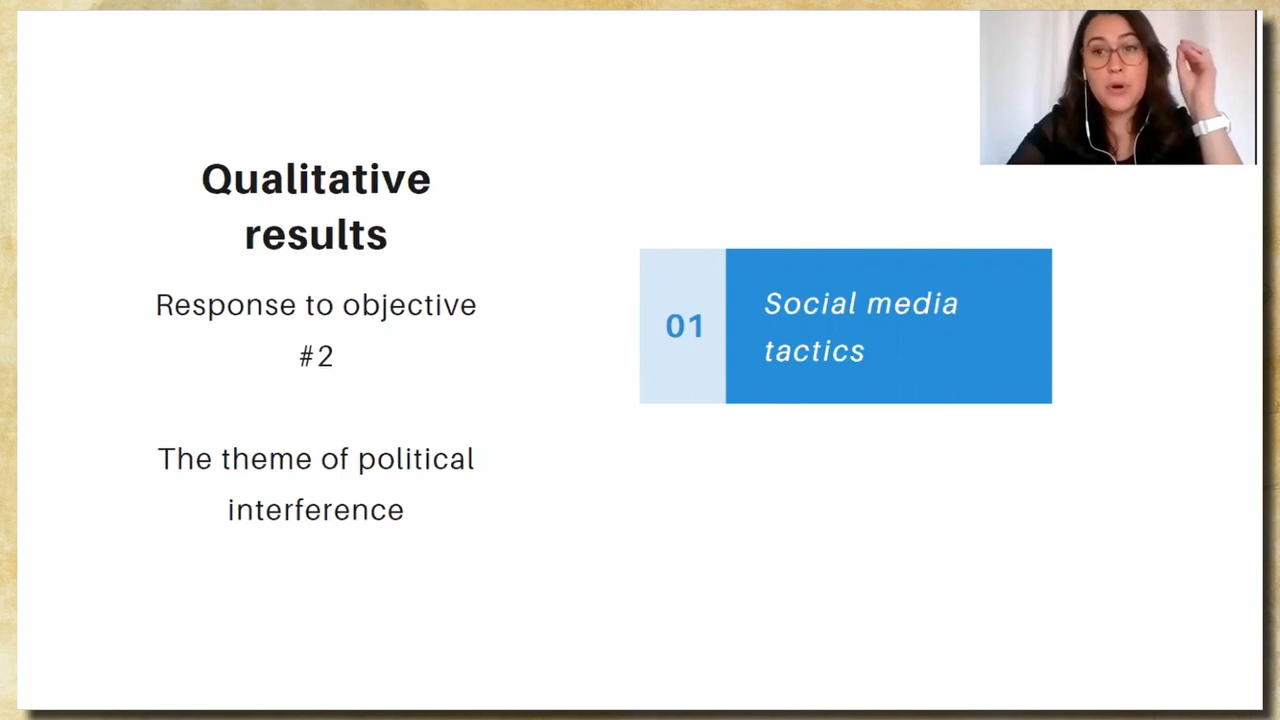 Qualitative
results
Response to objective
#2
The theme of political
interference
01
Social media
tactics